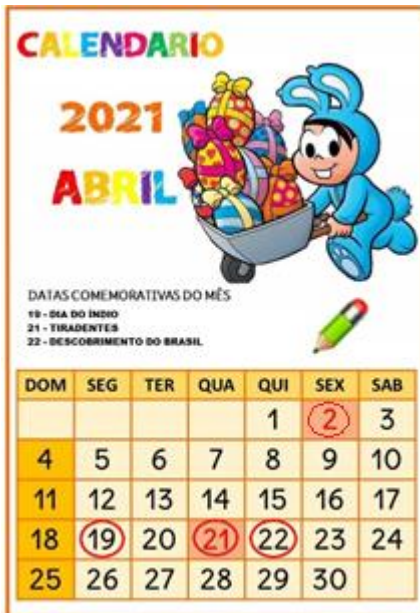 CALENDARIO
2021
ABRIL
DATAS COMEMORATIVAS DO MÊS
19 - DIA DO ÍNDIO
21 - TIRADENTES
22 - DESCOBRIMENTO DO BRASIL
DOM SEG TER QUA QUI SEX SAB
1 2 3
4 5 6 7 8 9 10
11 12 13 14 15 16 17
18 19 20 21 22 23 24
25 26 27 28 29 30